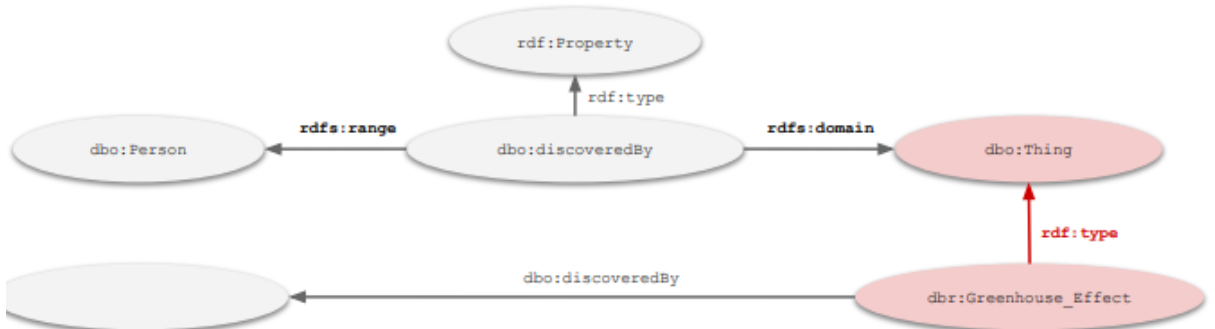 rdf:Property
rdf:type
rdfs:range
rdfs:domain
dbo:Person
dbo:discoveredBy
dbo:Thing
rdf:type
dbo:discoveredBy
dbr:Greenhouse_Effect